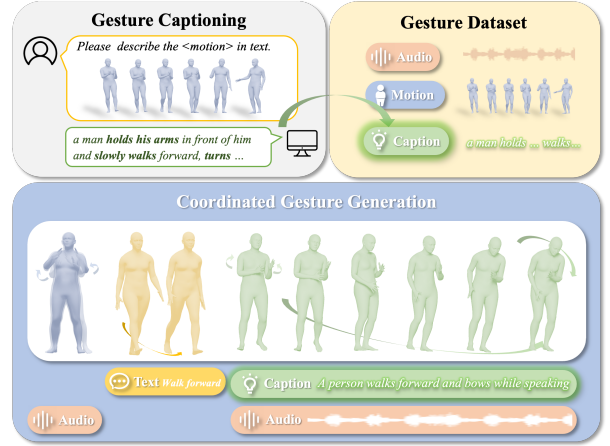 Gesture Captioning
Please describe the <motion> in text.
a man holds his arms in front of him
and slowly walks forward, turns ...
Gesture Dataset
Audio
Motion
Caption
a man holds ... walks...
Coordinated Gesture Generation
Text Walk forward
Caption A person walks forward and bows while speaking
Audio
Audio